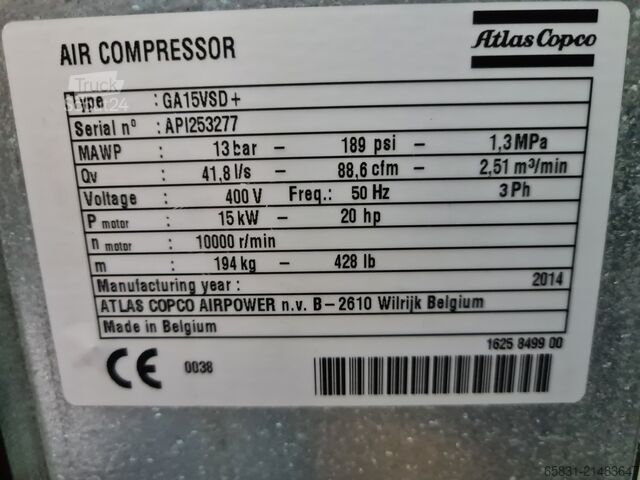 AIR COMPRESSOR
Atlas Copco
Truck
Type : GA15VSD+
Serial nº : API253277
MAWP : 13 bar – 189 psi – 1,3 MPa
Qv : 41,8 l/s – 88,6 cfm – 2,51 m³/min
Voltage : 400 V Freq.: 50 Hz 3 Ph
P motor : 15 kW – 20 hp
n motor : 10000 r/min
m : 194 kg – 428 lb
Manufacturing year : 2014
ATLAS COPCO AIRPOWER n.v. B–2610 Wilrijk Belgium
Made in Belgium
1625 8499 00
CE 0038